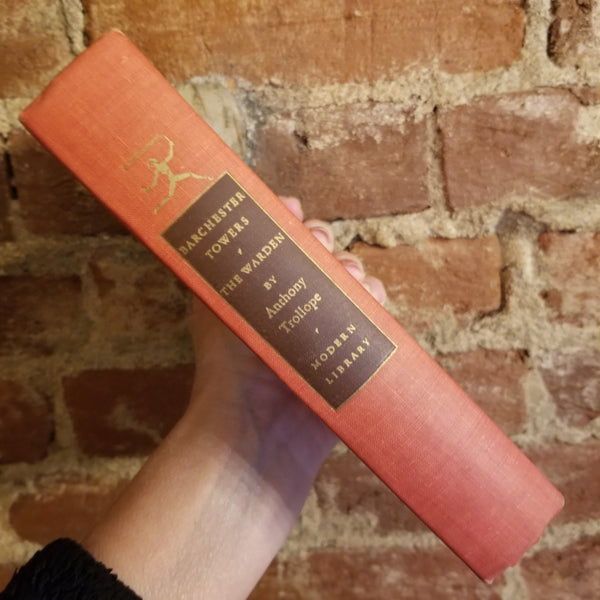 BARCHESTER
TOWERS
THE WARDEN
BY
Anthony
Trollope
MODERN
LIBRARY